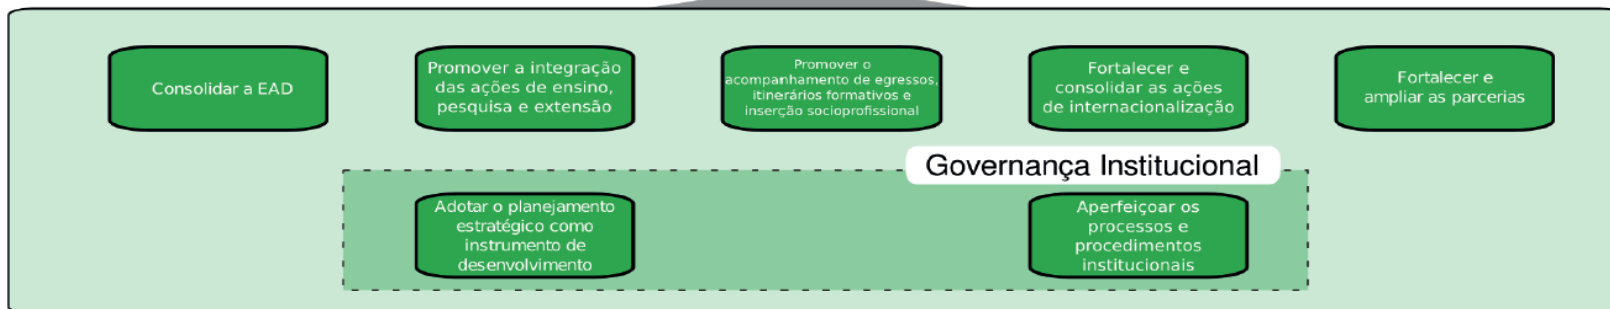 Consolidar a EAD
Promover a integração
das ações de ensino,
pesquisa e extensão
Promover o
acompanhamento de egressos,
itinerários formativos e
inserção socioprofissional
Fortalecer e
consolidar as ações
de internacionalização
Fortalecer e
ampliar as parcerias
Governança Institucional
Adotar o planejamento
estratégico como
instrumento de
desenvolvimento
Aperfeiçoar os
processos e
procedimentos
institucionais